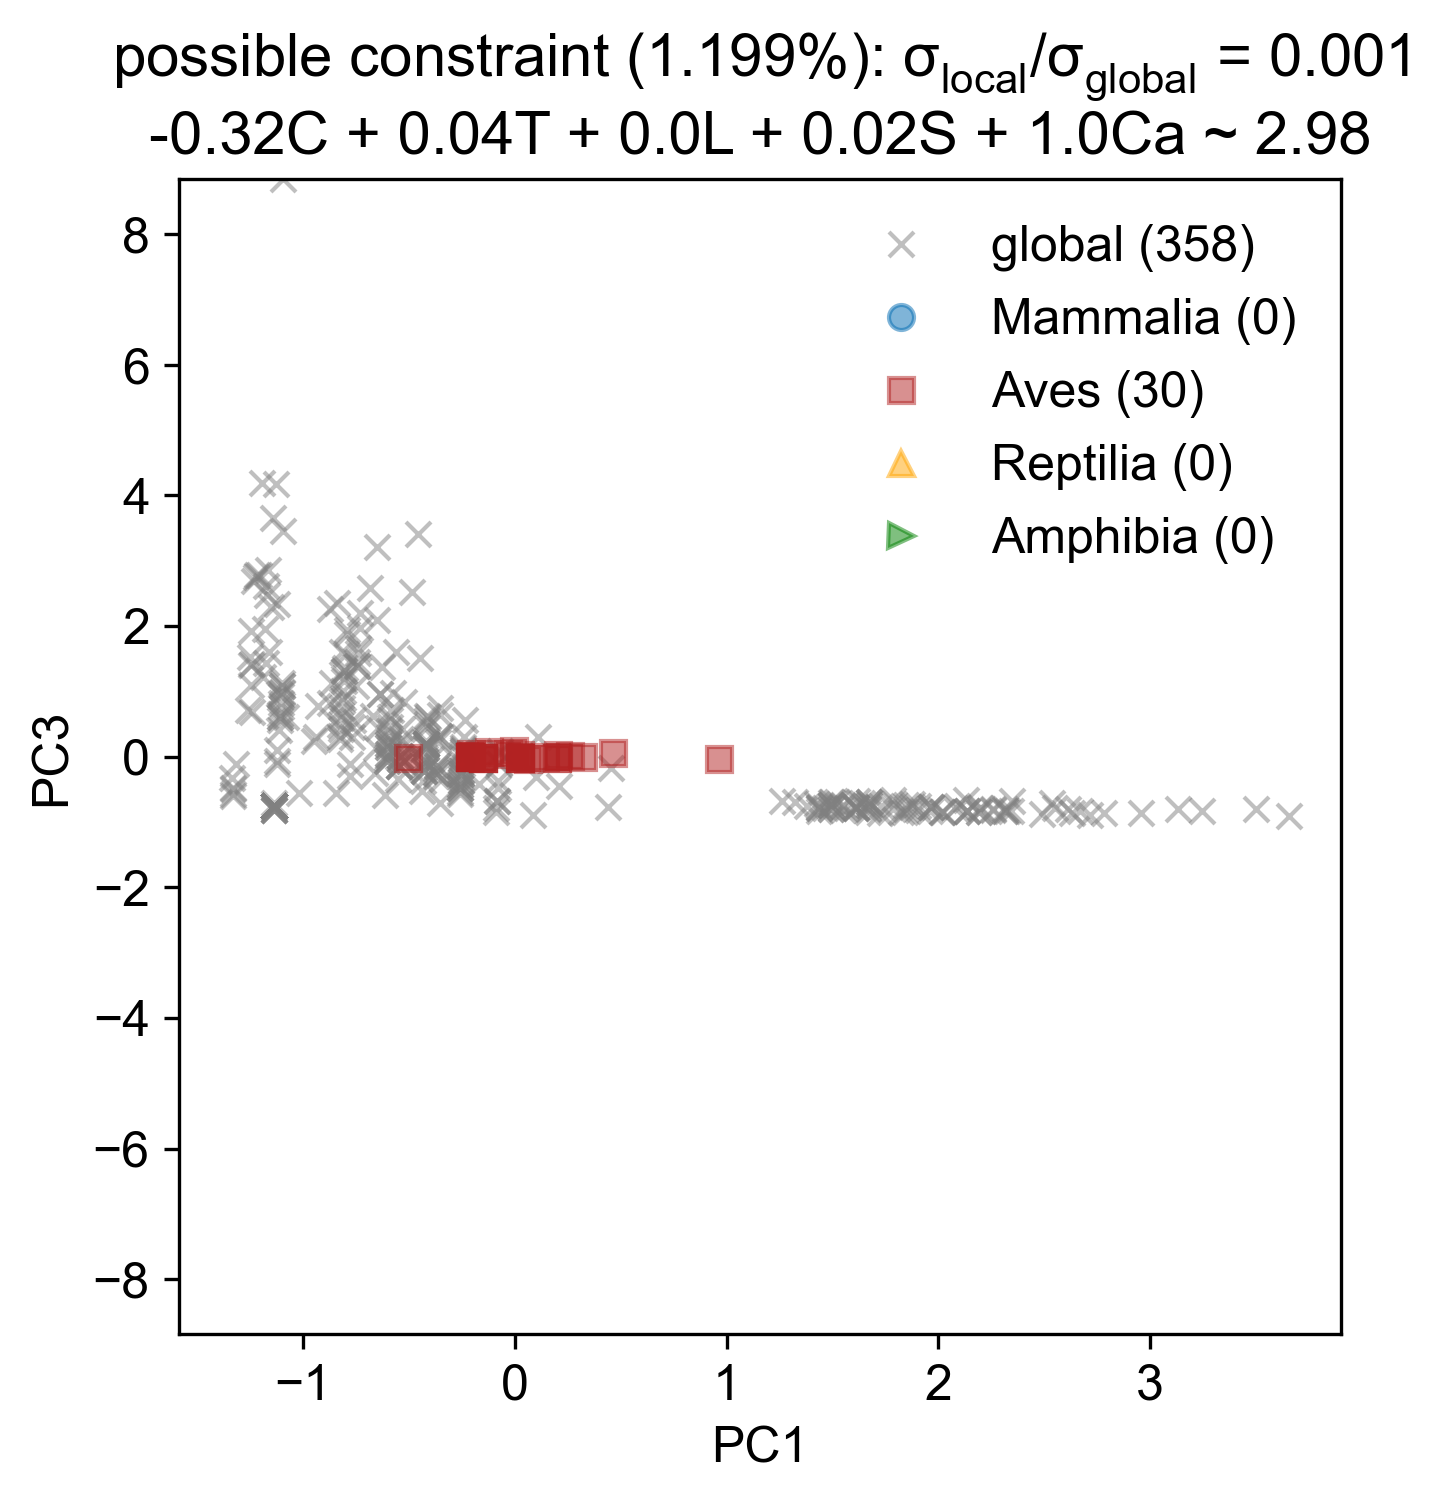 possible constraint (1.199%): σlocal/σglobal = 0.001
-0.32C + 0.04T + 0.0L + 0.02S + 1.0Ca ~ 2.98
global (358)
Mammalia (0)
Aves (30)
Reptilia (0)
Amphibia (0)
8
6
4
2
0
−2
−4
−6
−8
PC3
−1
0
1
2
3
PC1